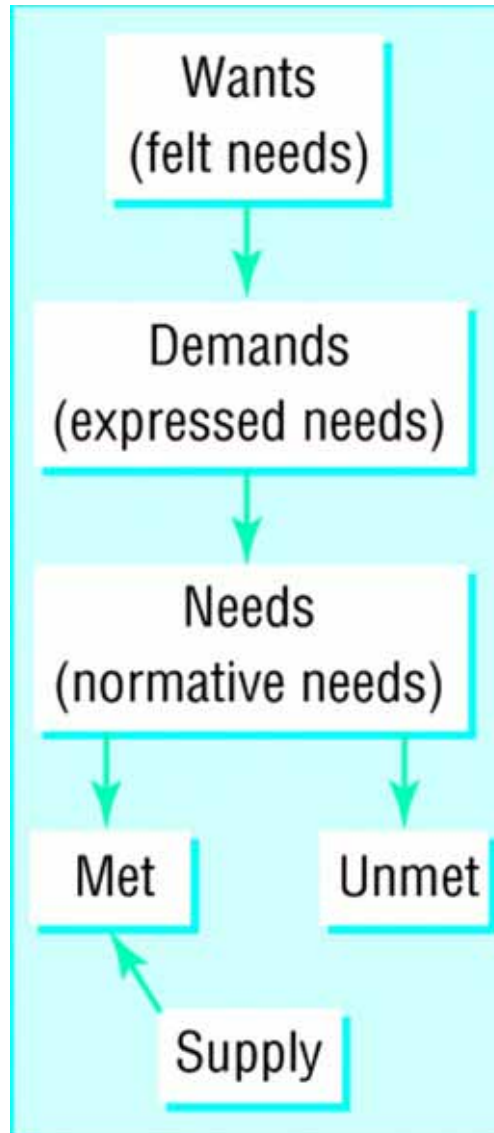 Wants
(felt needs)
Demands
(expressed needs)
Needs
(normative needs)
Met
Unmet
Supply